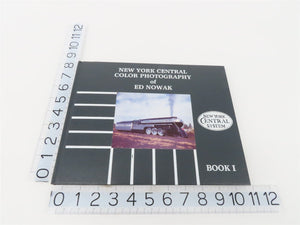 NEW YORK CENTRAL
COLOR PHOTOGRAPHY
of
ED NOWAK
NEW YORK
CENTRAL
SYSTEM
BOOK I
0 1 2 3 4 5 6 7 8 9 10 11 12
0 1 2 3 4 5 6 7 8 9 10 11 12